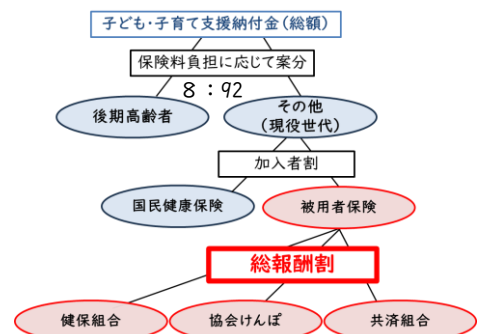 子ども・子育て支援納付金（総額）
保険料負担に応じて案分
8：92
後期高齢者
その他
（現役世代）
加入者割
国民健康保険
被用者保険
総報酬割
健保組合
協会けんぽ
共済組合